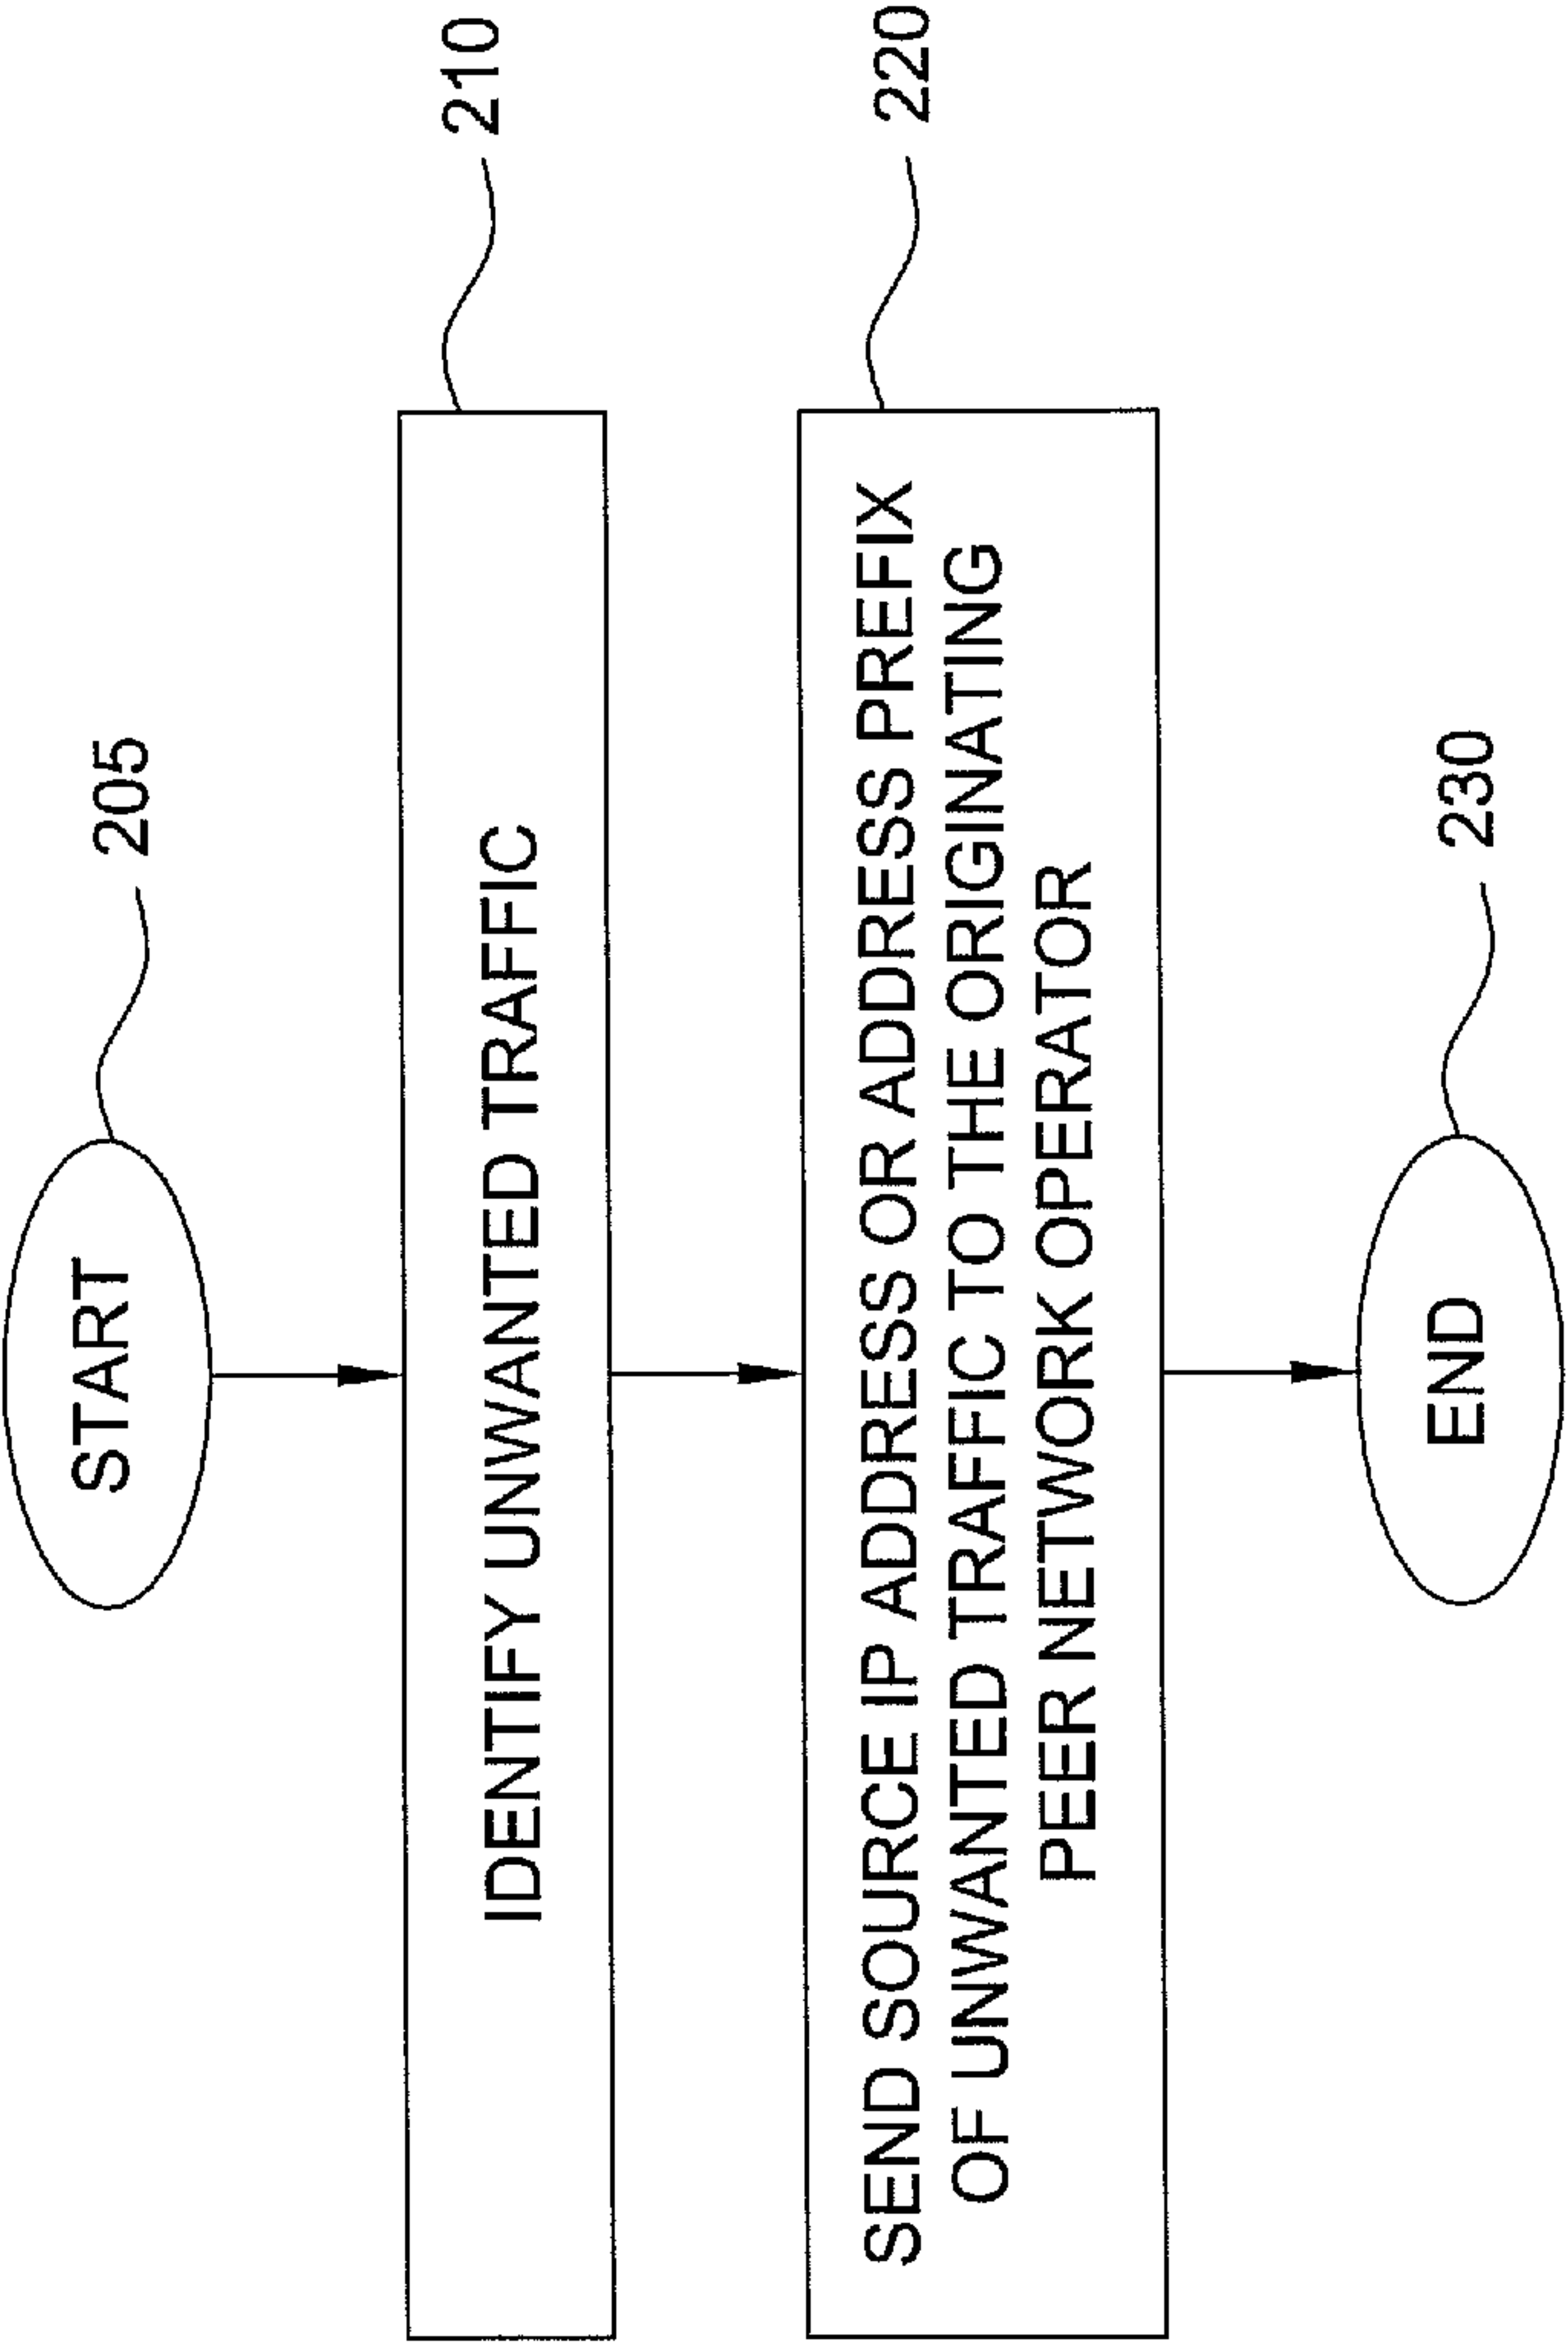 START
205
IDENTIFY UNWANTED TRAFFIC
210
SEND SOURCE IP ADDRESS OR ADDRESS PREFIX
OF UNWANTED TRAFFIC TO THE ORIGINATING
PEER NETWORK OPERATOR
220
END
230